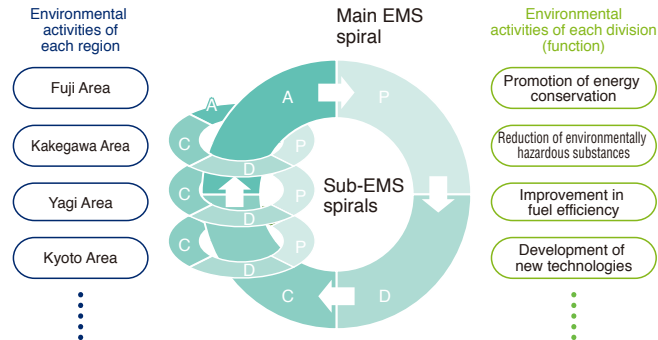 Environmental
activities of
each region
Fuji Area
Kakegawa Area
Yagi Area
Kyoto Area
Main EMS
spiral
A
P
A
C
P
D
Sub-EMS
spirals
C
P
D
C
P
D
C
D
Environmental
activities of each division
(function)
Promotion of energy
conservation
Reduction of environmentally
hazardous substances
Improvement in
fuel efficiency
Development of
new technologies